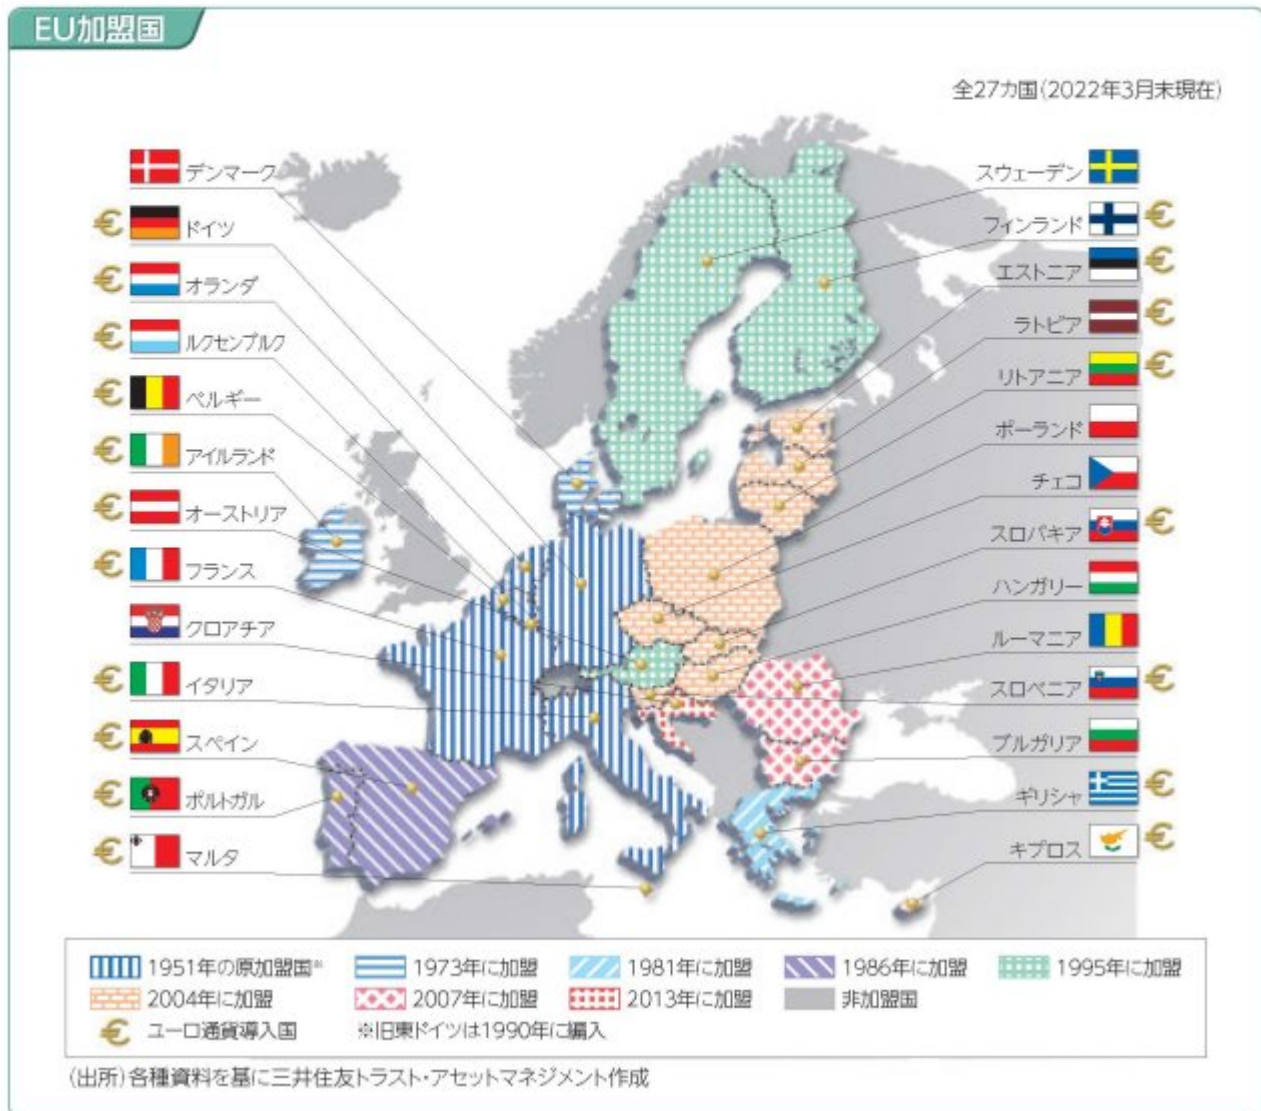 EU加盟国
全27カ国(2022年3月末現在)
デンマーク
€ ドイツ
€ オランダ
€ ルクセンブルク
€ ベルギー
€ アイルランド
€ オーストリア
€ フランス
クロアチア
€ イタリア
€ スペイン
€ ポルトガル
€ マルタ
スウェーデン
フィンランド €
エストニア €
ラトビア €
リトアニア €
ポーランド
チェコ
スロバキア €
ハンガリー
ルーマニア
スロベニア €
ブルガリア
ギリシャ €
キプロス €
1951年の原加盟国※ 1973年に加盟 1981年に加盟 1986年に加盟 1995年に加盟
2004年に加盟 2007年に加盟 2013年に加盟 非加盟国
€ ユーロ通貨導入国 ※旧東ドイツは1990年に編入
(出所)各種資料を基に三井住友トラスト・アセットマネジメント作成